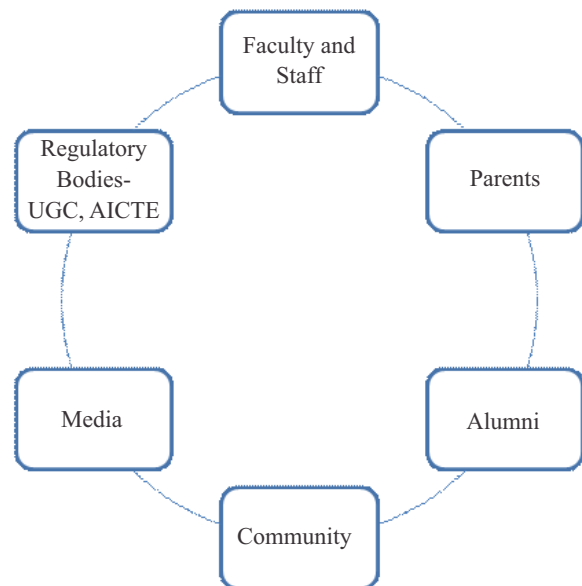 Faculty and
Staff
Parents
Alumni
Community
Media
Regulatory
Bodies-
UGC, AICTE